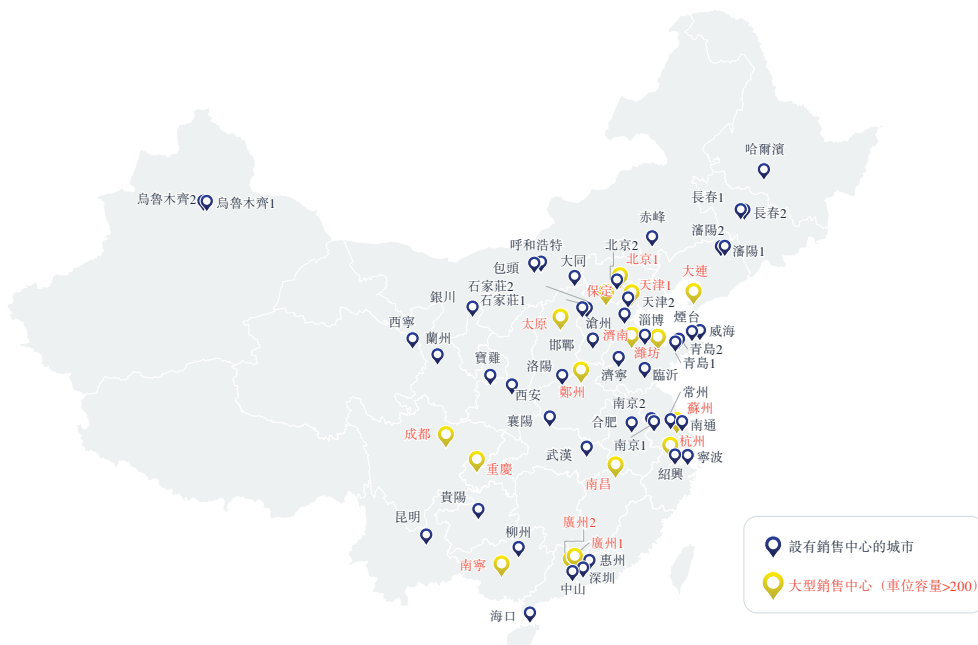 哈爾濱
長春1
長春2
烏魯木齊2
烏魯木齊1
赤峰
瀋陽2
瀋陽1
北京2
呼和浩特
北京1
包頭
大同
大連
石家莊2
保定
天津1
銀川
石家莊1
天津2
太原
滄州
淄博
煙台
威海
西寧
蘭州
邯鄲
濟南
濰坊
青島2
青島1
寶雞
洛陽
濟寧
臨沂
西安
鄭州
常州
南京2
蘇州
襄陽
合肥
南通
成都
南京1
杭州
武漢
寧波
重慶
紹興
南昌
貴陽
昆明
柳州
廣州2
廣州1
南寧
惠州
深圳
中山
海口
設有銷售中心的城市
大型銷售中心（車位容量>200）